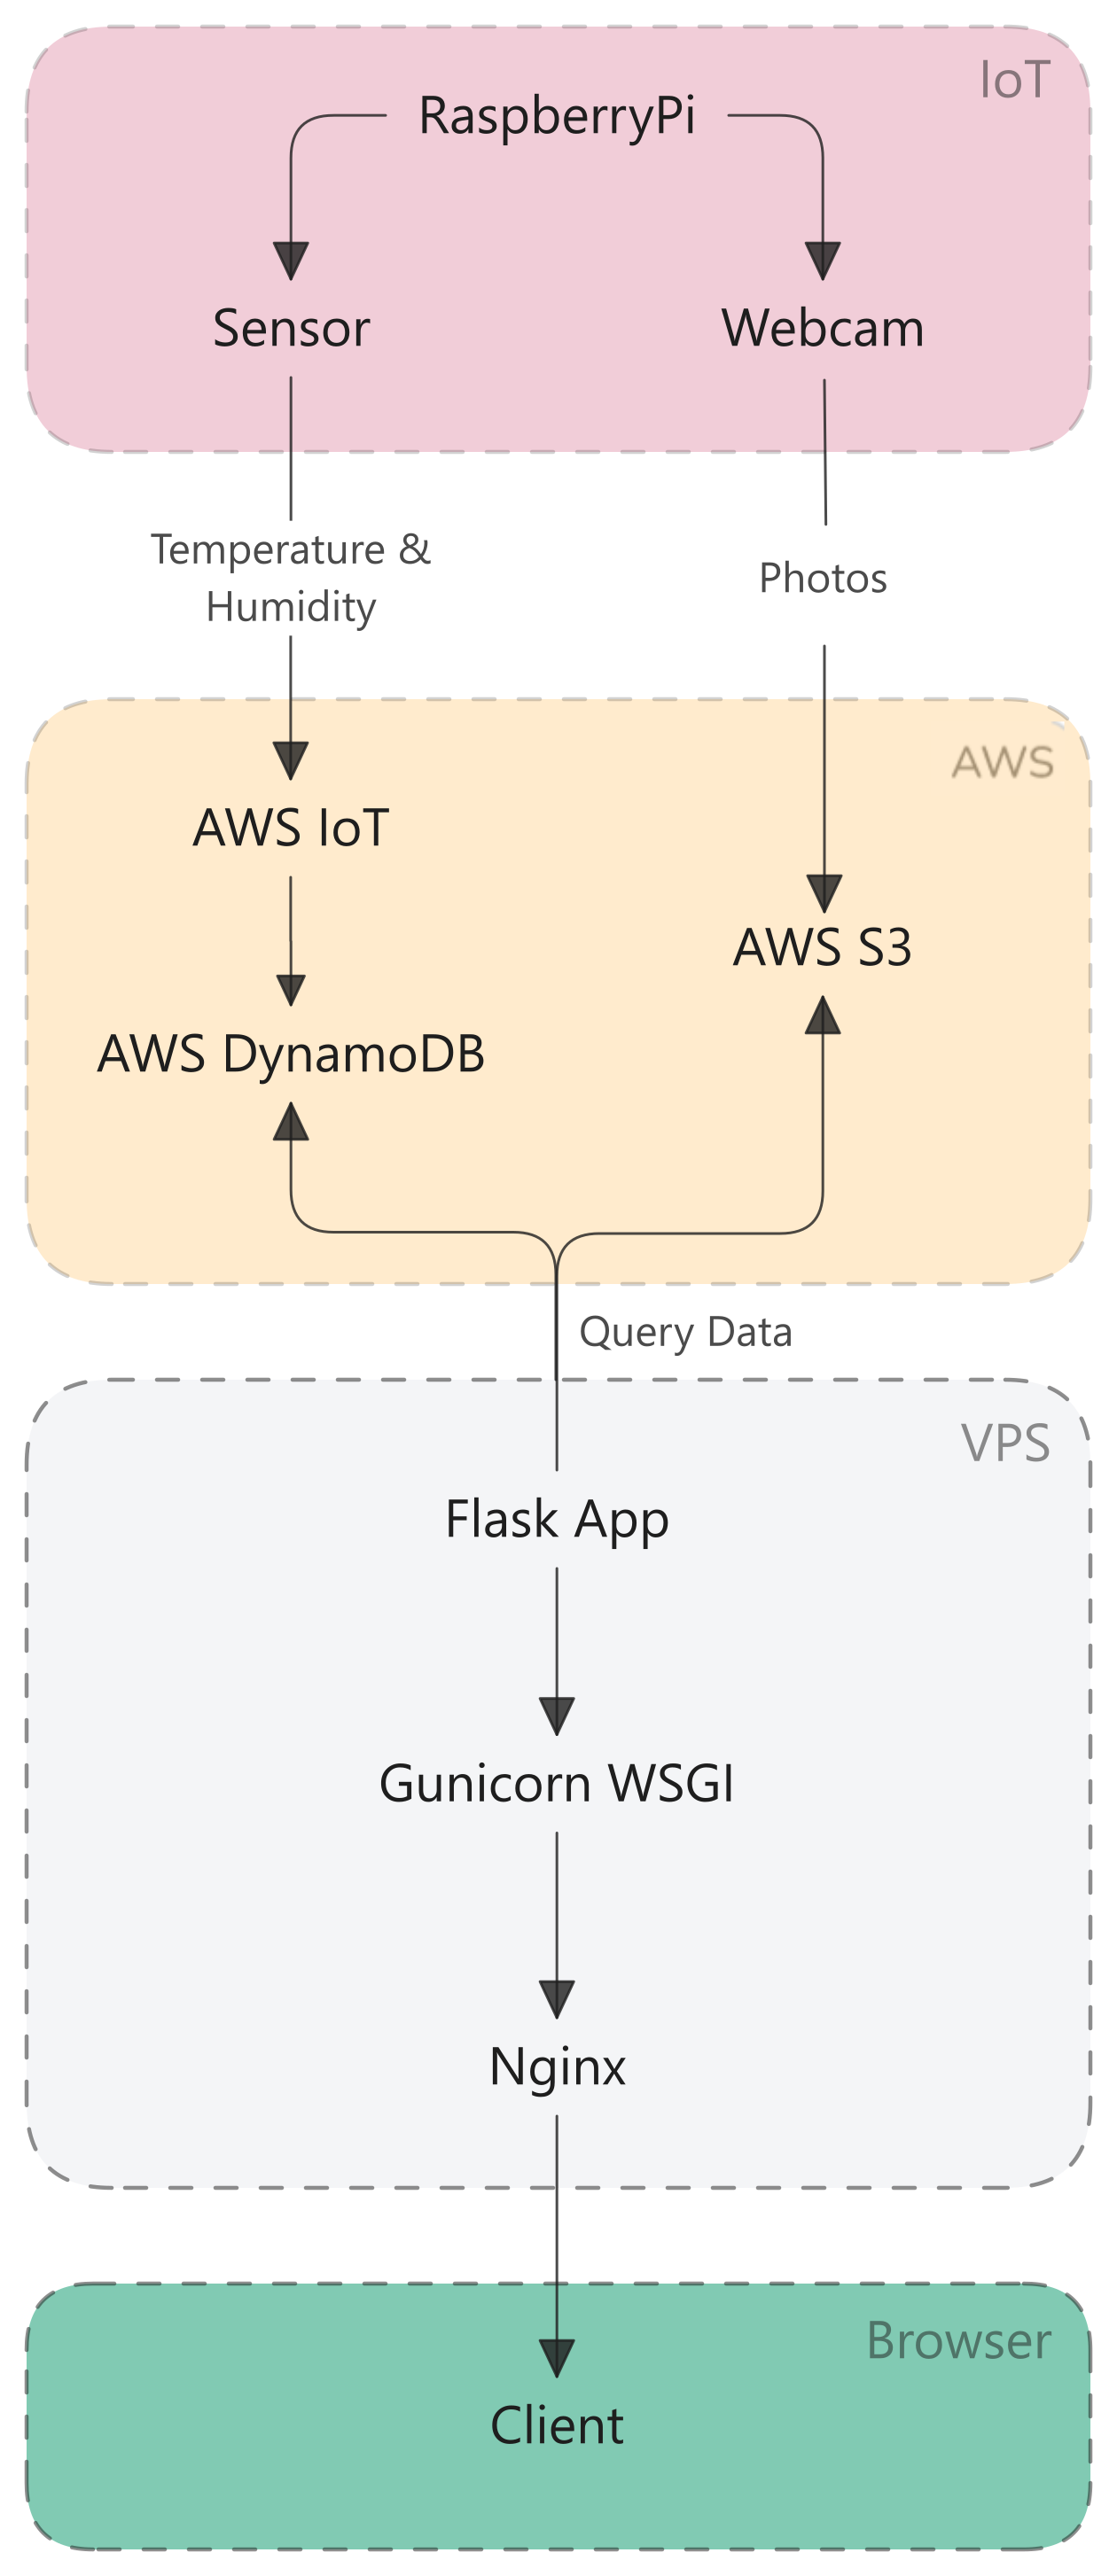 IoT
RaspberryPi
Sensor
Webcam
Temperature &
Humidity
Photos
AWS
AWS IoT
AWS S3
AWS DynamoDB
Query Data
VPS
Flask App
Gunicorn WSGI
Nginx
Browser
Client